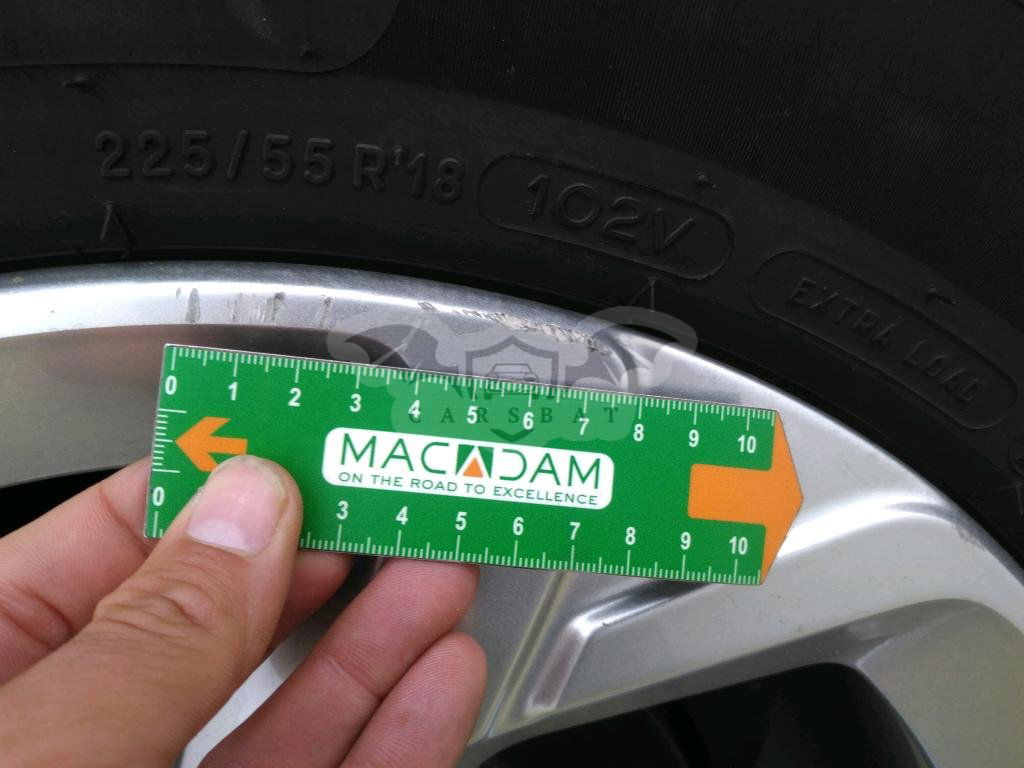 225/55 R 18 102V
EXTRA LOAD
0 1 2 3 4 5 6 7 8 9 10
CARSBAT
MACADAM
ON THE ROAD TO EXCELLENCE
0 3 4 5 6 7 8 9 10